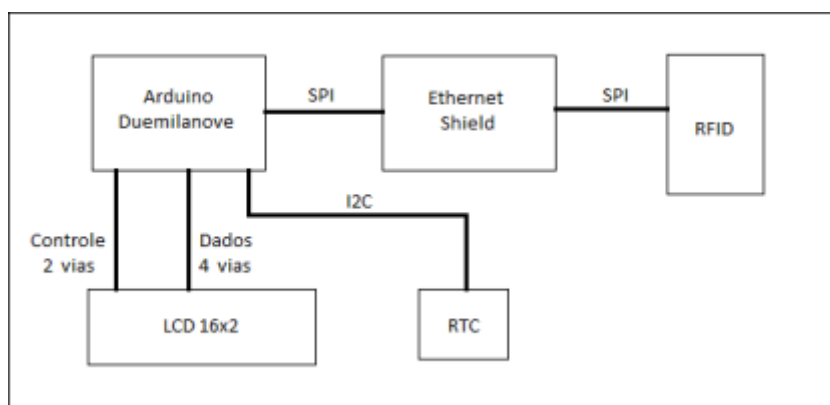 Arduino
Duemilanove
SPI
Ethernet
Shield
SPI
RFID
I2C
Controle
2 vias
Dados
4 vias
LCD 16x2
RTC